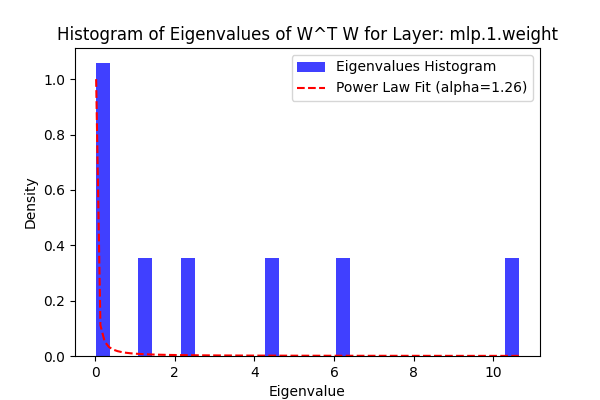 Histogram of Eigenvalues of W^T W for Layer: mlp.1.weight
Eigenvalues Histogram
Power Law Fit (alpha=1.26)
Density
1.0
0.8
0.6
0.4
0.2
0.0
0 2 4 6 8 10
Eigenvalue